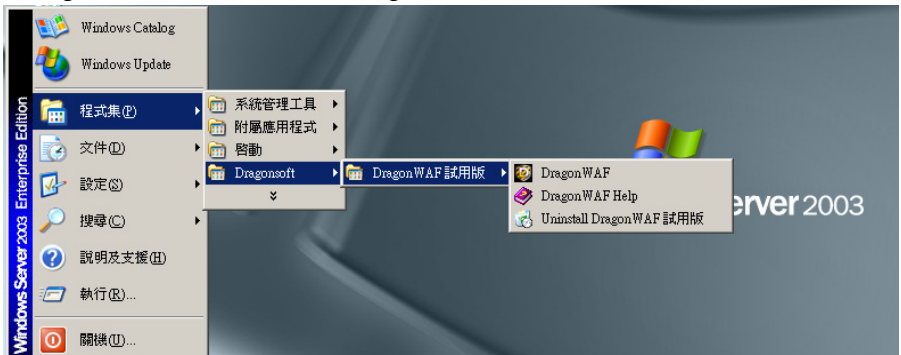 Windows Server 2003 Enterprise Edition
Windows Catalog
Windows Update
程式集(P)
文件(D)
設定(S)
搜尋(C)
說明及支援(H)
執行(R)...
關機(U)...
系統管理工具
附屬應用程式
啓動
Dragonsoft
DragonWAF 試用版
DragonWAF
DragonWAF Help
Uninstall DragonWAF 試用版
erver 2003